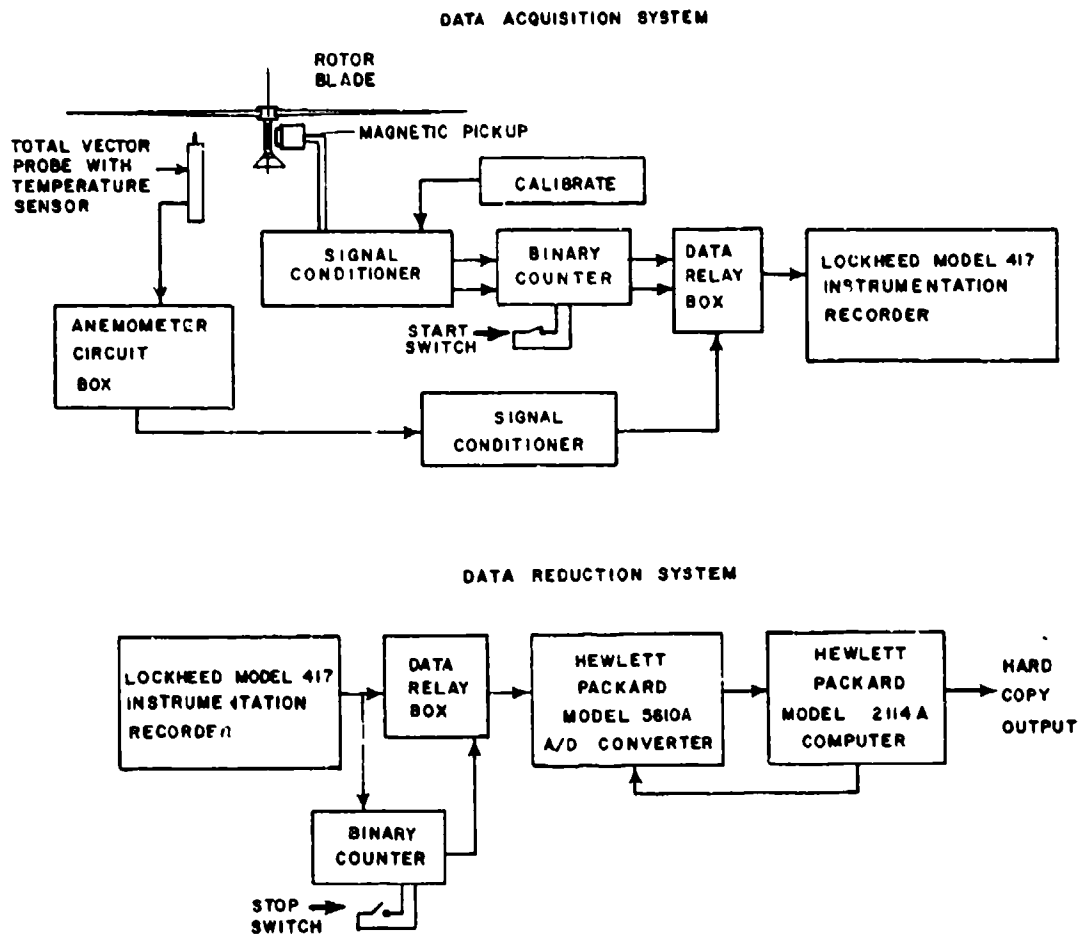 DATA ACQUISITION SYSTEM
ROTOR
BLADE
MAGNETIC PICKUP
TOTAL VECTOR
PROBE WITH
TEMPERATURE
SENSOR
CALIBRATE
SIGNAL
CONDITIONER
BINARY
COUNTER
DATA
RELAY
BOX
LOCKHEED MODEL 417
INSTRUMENTATION
RECORDER
START
SWITCH
ANEMOMETER
CIRCUIT
BOX
SIGNAL
CONDITIONER
DATA REDUCTION SYSTEM
LOCKHEED MODEL 417
INSTRUMENTATION
RECORDER
DATA
RELAY
BOX
HEWLETT
PACKARD
MODEL 5610A
A/D CONVERTER
HEWLETT
PACKARD
MODEL 2114A
COMPUTER
HARD
COPY
OUTPUT
BINARY
COUNTER
STOP
SWITCH